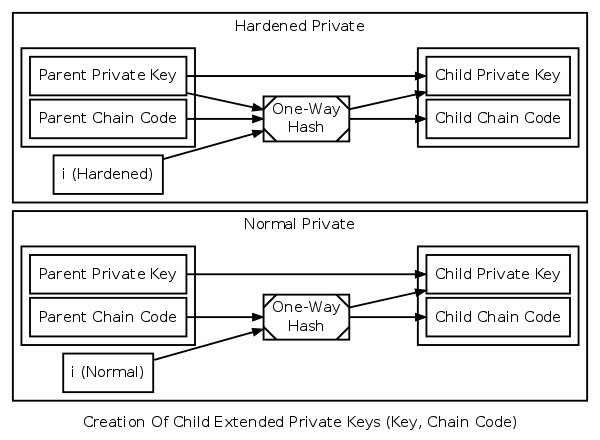 Hardened Private
Parent Private Key
Child Private Key
One-Way
Hash
Parent Chain Code
Child Chain Code
i (Hardened)
Normal Private
Parent Private Key
Child Private Key
One-Way
Hash
Parent Chain Code
Child Chain Code
i (Normal)
Creation Of Child Extended Private Keys (Key, Chain Code)